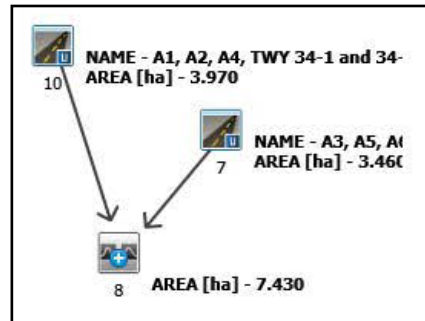 NAME - A1, A2, A4, TWY 34-1 and 34-
AREA [ha] - 3.970
10
U
NAME - A3, A5,
AREA [ha] - 3.460
7
U
AREA [ha] - 7.430
8